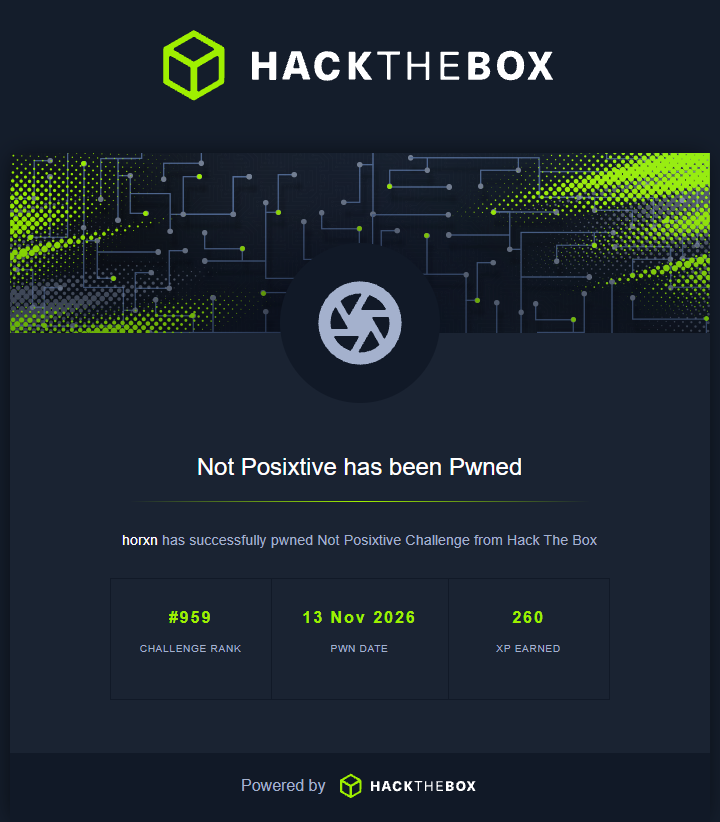 HACKTHEBOX
Not Posixtive has been Pwned
horxn has successfully pwned Not Posixtive Challenge from Hack The Box
#959
CHALLENGE RANK
13 Nov 2026
PWN DATE
260
XP EARNED
Powered by HACKTHEBOX